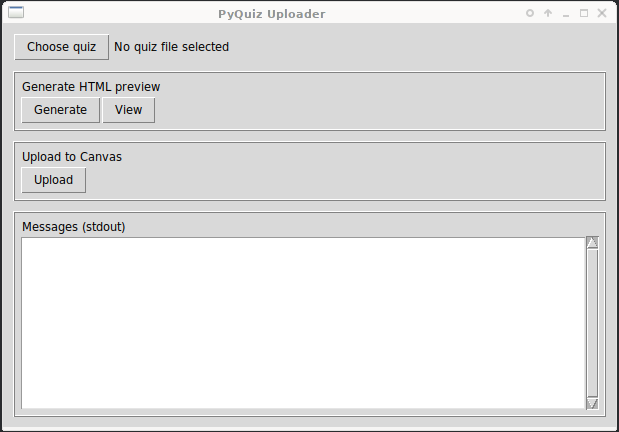 PyQuiz Uploader
Choose quiz No quiz file selected
Generate HTML preview
Generate View
Upload to Canvas
Upload
Messages (stdout)